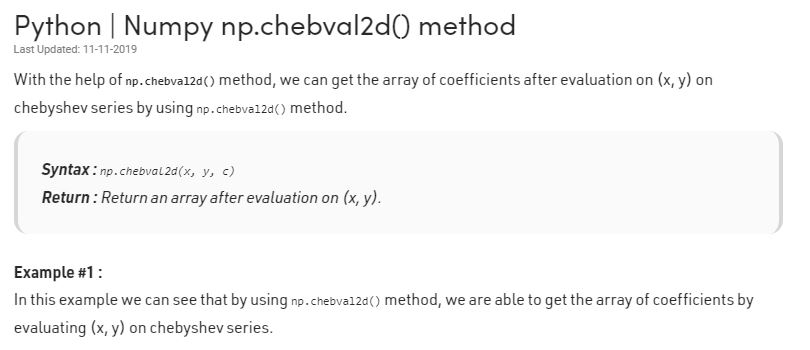 Python | Numpy np.chebval2d() method
Last Updated: 11-11-2019
With the help of np.chebval2d() method, we can get the array of coefficients after evaluation on (x, y) on
chebyshev series by using np.chebval2d() method.
Syntax : np.chebval2d(x, y, c)
Return : Return an array after evaluation on (x, y).
Example #1 :
In this example we can see that by using np.chebval2d() method, we are able to get the array of coefficients by
evaluating (x, y) on chebyshev series.